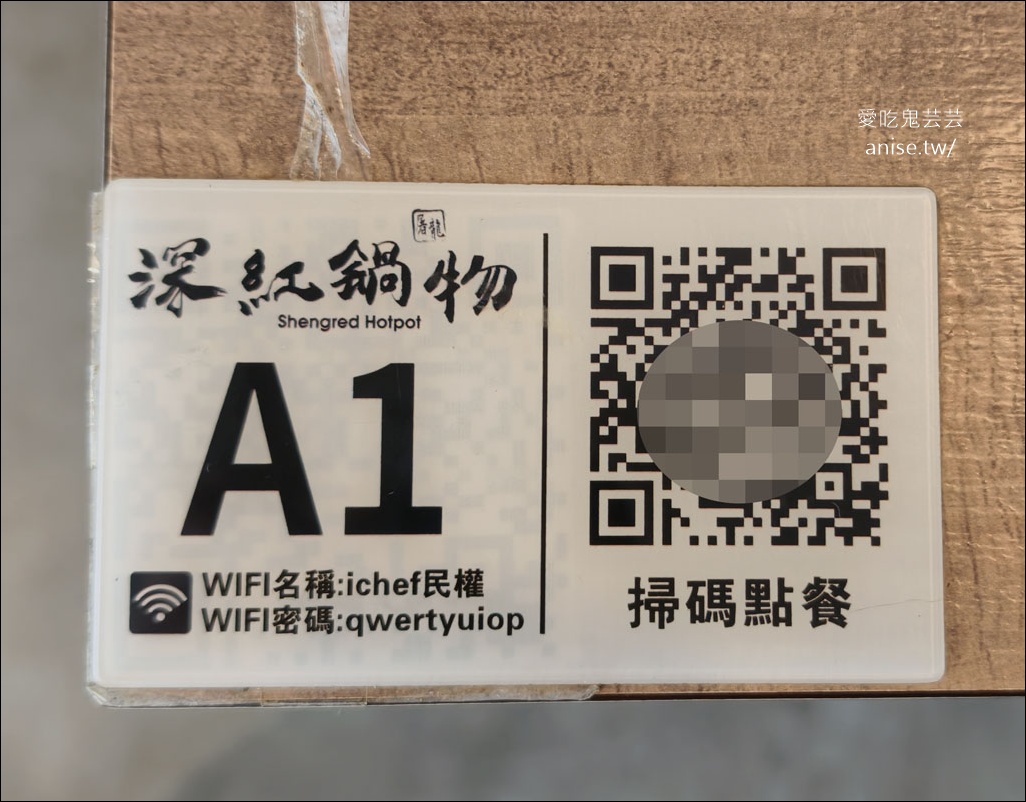 愛吃鬼芸芸
anise.tw/
屠龍
深紅鍋物
Shengred Hotpot
A1
WIFI名稱:ichef民權
WIFI密碼:qwertyuiop
掃碼點餐